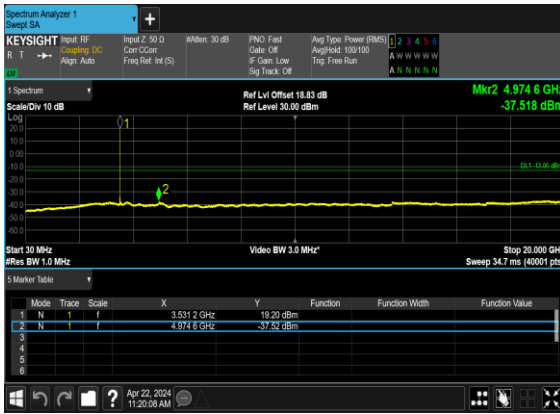 Spectrum Analyzer 1
Swept SA
KEYSIGHT
R T
Input: RF
Coupling: DC
Align: Auto
Input Z: 50 Ω
Corr CCorr
Freq Ref: Int (S)
#Atten: 30 dB
PNO: Fast
Gate: Off
IF Gain: Low
Sig Track: Off
Avg Type: Power (RMS)
Avg|Hold: 100/100
Trig: Free Run
1 2 3 4 5 6
A W W W W W
A N N N N N
1 Spectrum
Scale/Div 10 dB
Ref Lvl Offset 18.83 dB
Ref Level 30.00 dBm
Mkr2 4.974 6 GHz
-37.518 dBm
Log
20.0
10.0
0.00
-10.0
-20.0
-30.0
-40.0
-50.0
-60.0
1
2
DL1 -13.00 dBm
Start 30 MHz
#Res BW 1.0 MHz
Video BW 3.0 MHz*
Stop 20.000 GHz
Sweep 34.7 ms (40001 pts)
5 Marker Table
Mode Trace Scale X Y Function Function Width Function Value
1 N 1 f 3.531 2 GHz 19.20 dBm
2 N 1 f 4.974 6 GHz -37.52 dBm
3
4
5
6
Apr 22, 2024
11:20:08 AM